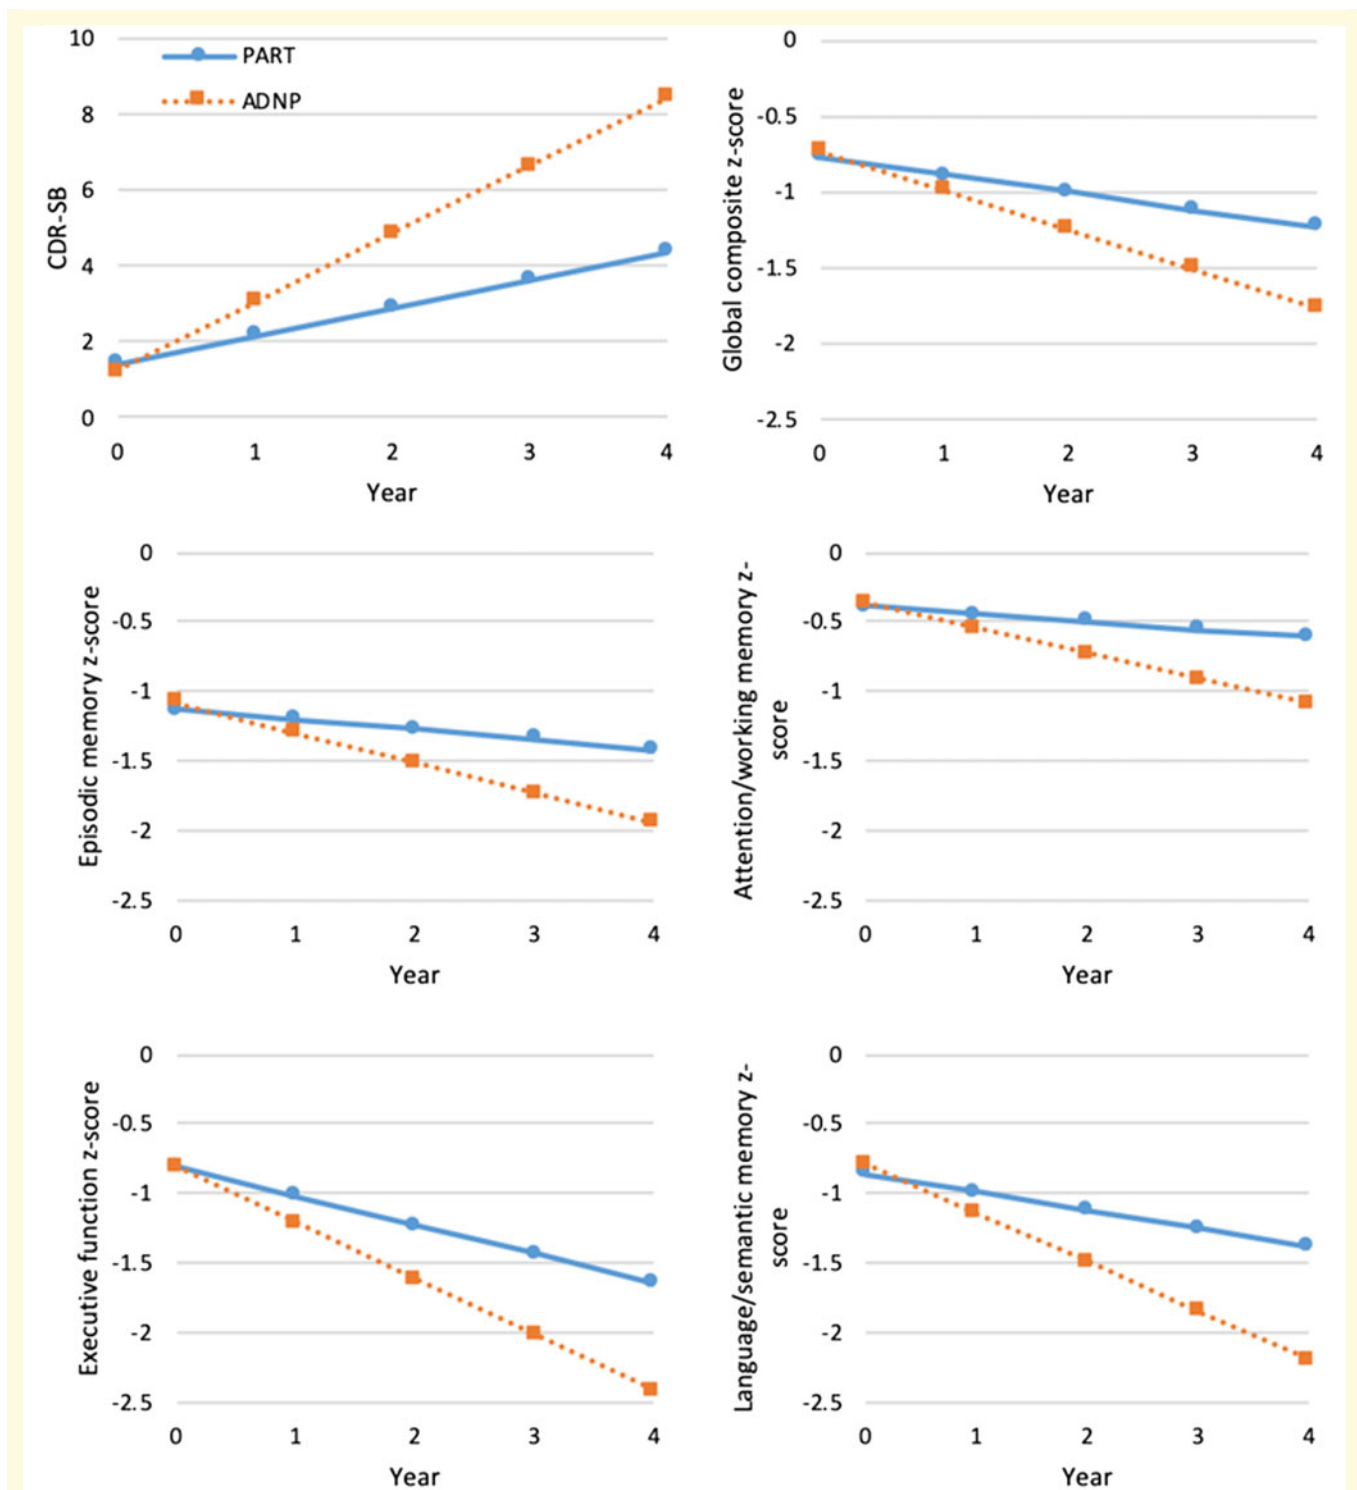 10
8
6
4
2
0
PART
ADNP
CDR-SB
0 1 2 3 4
Year
0
-0.5
-1
-1.5
-2
-2.5
Global composite z-score
0 1 2 3 4
Year
0
-0.5
-1
-1.5
-2
-2.5
Episodic memory z-score
0 1 2 3 4
Year
0
-0.5
-1
-1.5
-2
-2.5
Attention/working memory z-
score
0 1 2 3 4
Year
0
-0.5
-1
-1.5
-2
-2.5
Executive function z-score
0 1 2 3 4
Year
0
-0.5
-1
-1.5
-2
-2.5
Language/semantic memory z-
score
0 1 2 3 4
Year